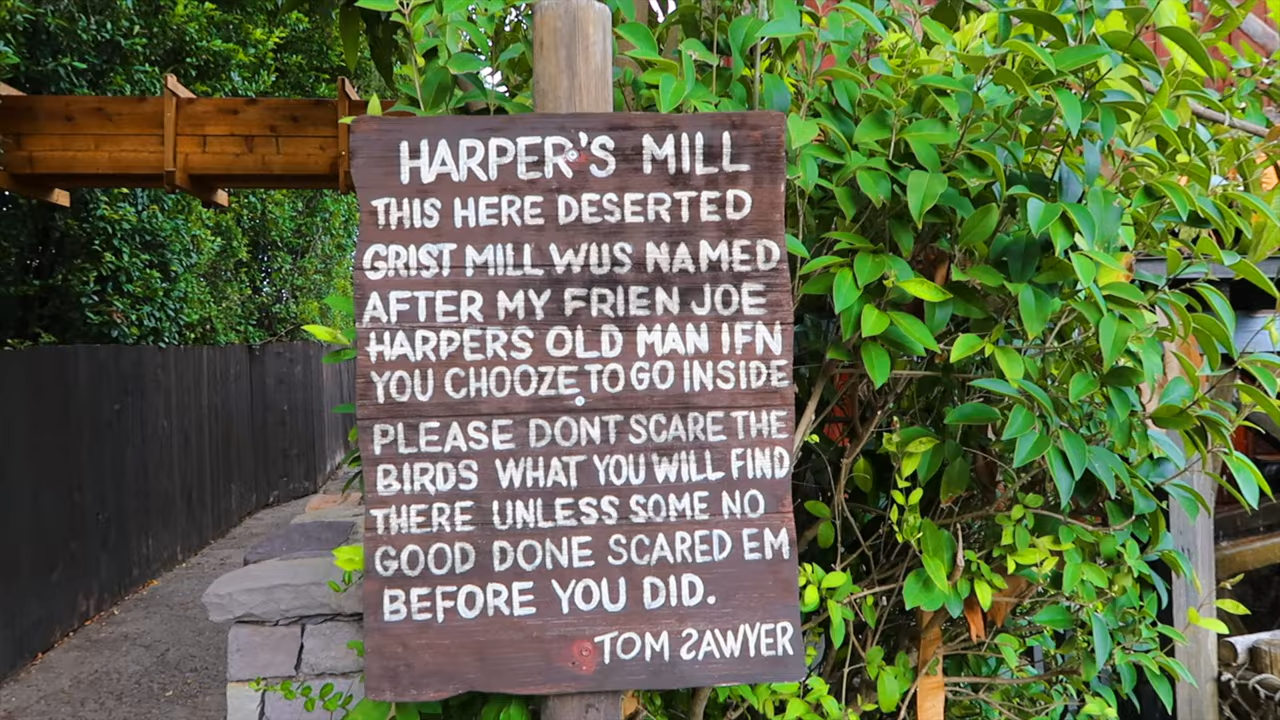 HARPER'S MILL
THIS HERE DESERTED
GRIST MILL WUS NAMED
AFTER MY FRIEN JOE
HARPERS OLD MAN IFN
YOU CHOOZE TO GO INSIDE
PLEASE DONT SCARE THE
BIRDS WHAT YOU WILL FIND
THERE UNLESS SOME NO
GOOD DONE SCARED EM
BEFORE YOU DID.
TOM SAWYER